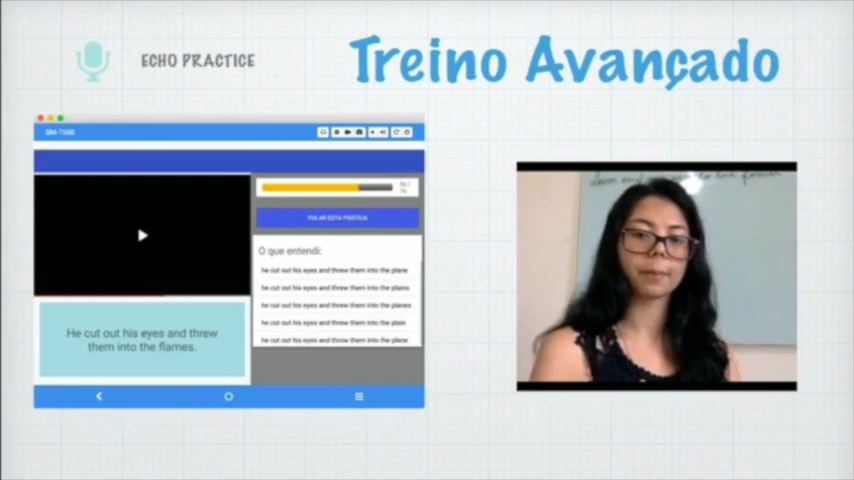 ECHO PRACTICE
Treino Avançado
PULAR ESTA PRÁTICA
O que entendi:
he cut out his eyes and threw them into the plane
he cut out his eyes and threw them into the plains
he cut out his eyes and threw them into the planes
he cut out his eyes and threw them into the plain
he cut out his eyes and threw them into the plane
He cut out his eyes and threw
them into the flames.